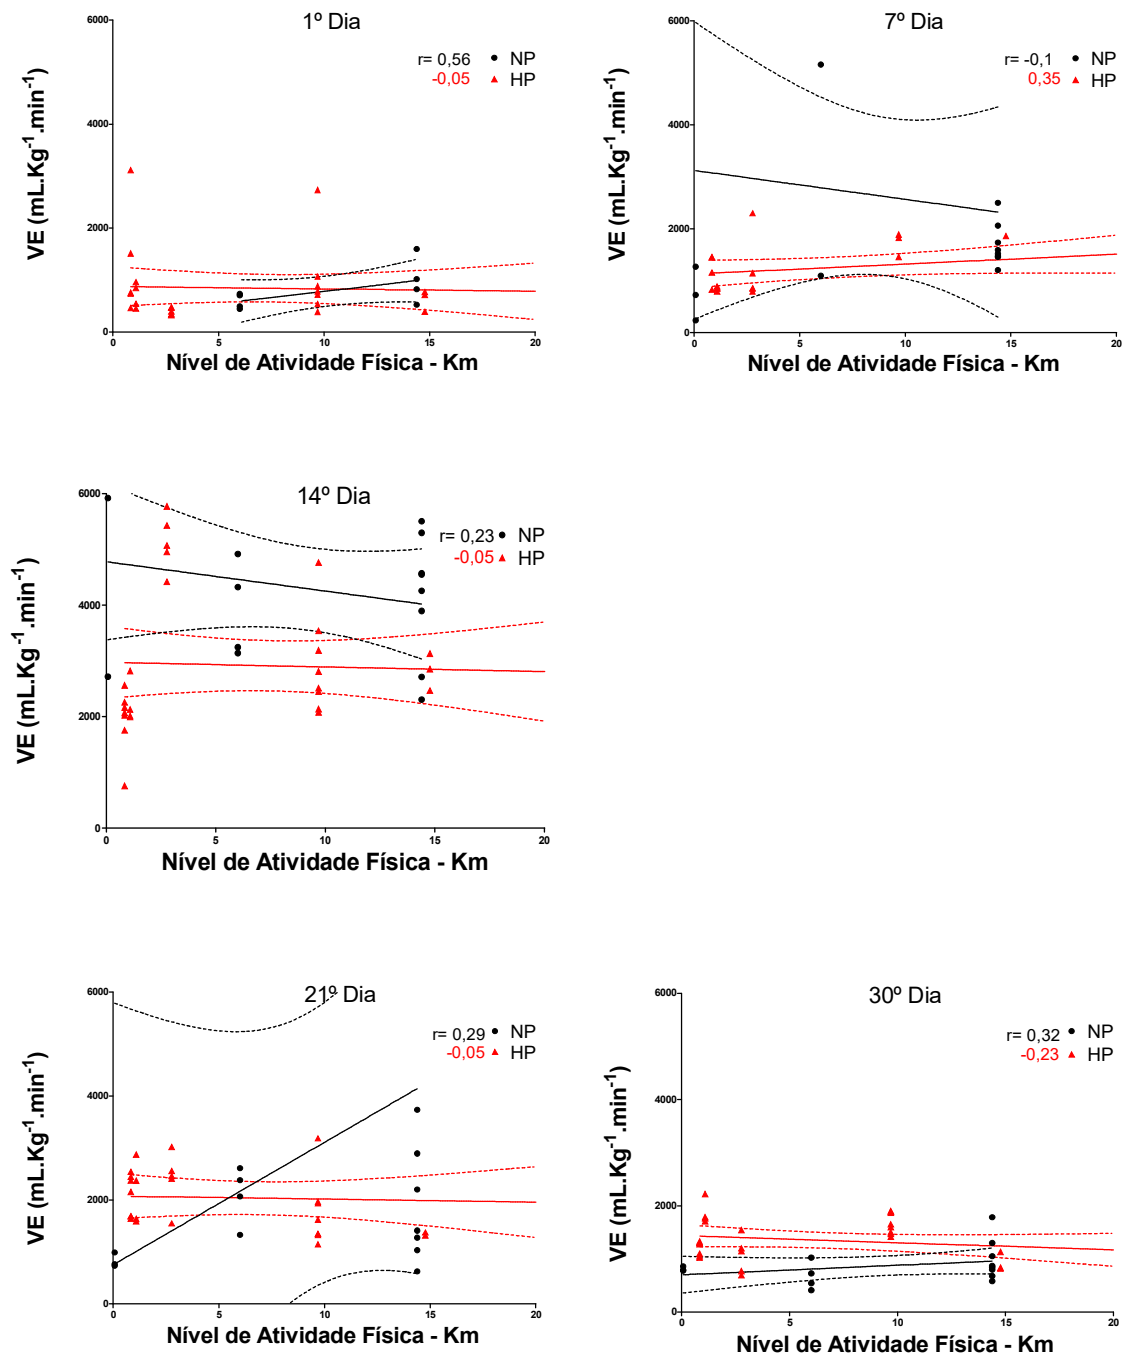 1º Dia
r= 0,56 ● NP
-0,05 ▲ HP
VE (mL.Kg⁻¹.min⁻¹)
6000
4000
2000
0
0 5 10 15 20
Nível de Atividade Física - Km
7º Dia
r= -0,1 ● NP
0,35 ▲ HP
VE (mL.Kg⁻¹.min⁻¹)
6000
4000
2000
0
0 5 10 15 20
Nível de Atividade Física - Km
14º Dia
r= 0,23 ● NP
-0,05 ▲ HP
VE (mL.Kg⁻¹.min⁻¹)
6000
4000
2000
0
0 5 10 15 20
Nível de Atividade Física - Km
21º Dia
r= 0,29 ● NP
-0,05 ▲ HP
VE (mL.Kg⁻¹.min⁻¹)
6000
4000
2000
0
0 5 10 15 20
Nível de Atividade Física - Km
30º Dia
r= 0,32 ● NP
-0,23 ▲ HP
VE (mL.Kg⁻¹.min⁻¹)
6000
4000
2000
0
0 5 10 15 20
Nível de Atividade Física - Km